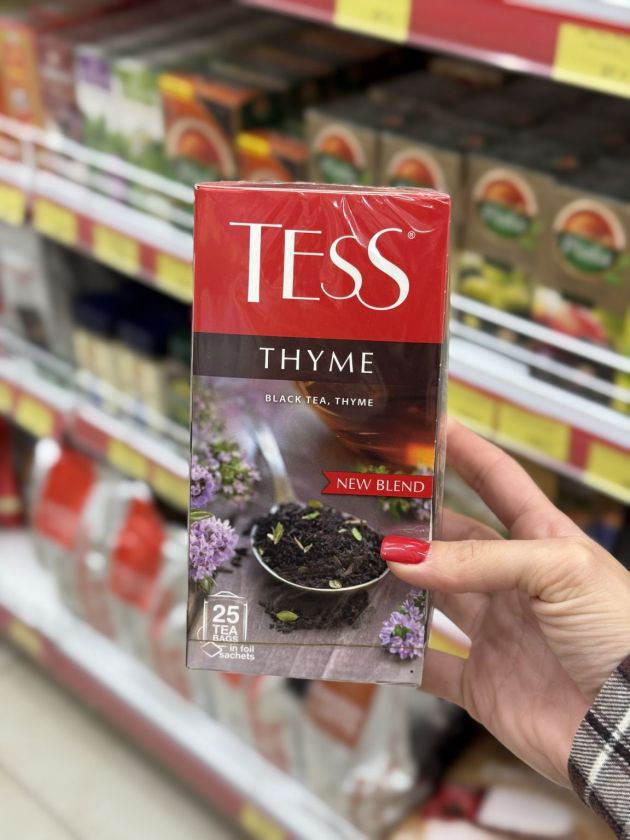 TESS®
THYME
BLACK TEA, THYME
NEW BLEND
25
TEA
BAGS
in foil
sachets